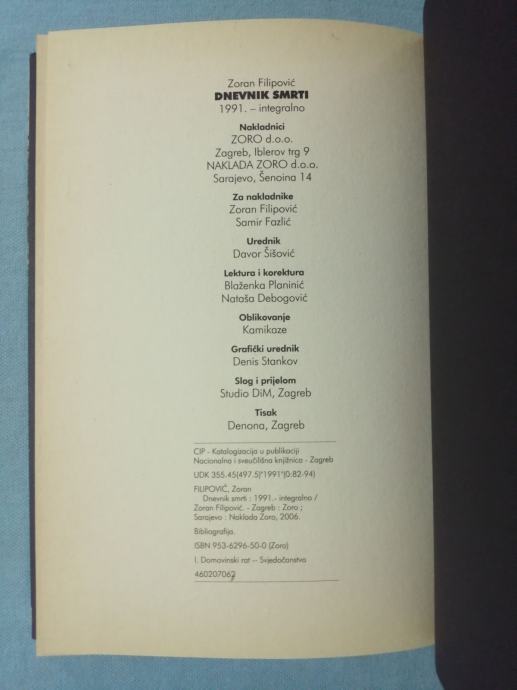 Zoran Filipović
DNEVNIK SMRTI
1991. – integralno
Nakladnici
ZORO d.o.o.
Zagreb, Iblerov trg 9
NAKLADA ZORO d.o.o.
Sarajevo, Šenoina 14
Za nakladnike
Zoran Filipović
Samir Fazlić
Urednik
Davor Šišović
Lektura i korektura
Blaženka Planinić
Nataša Debogović
Oblikovanje
Kamikaze
Grafički urednik
Denis Stankov
Slog i prijelom
Studio DiM, Zagreb
Tisak
Denona, Zagreb
CIP - Katalogizacija u publikaciji
Nacionalna i sveučilišna knjižnica - Zagreb
UDK 355.45(497.5)"1991"(0:82-94)
FILIPOVIĆ, Zoran
Dnevnik smrti : 1991.- integralno /
Zoran Filipović. - Zagreb : Zoro ;
Sarajevo : Naklada Zoro, 2006.
Bibliografija.
ISBN 953-6296-50-0 (Zoro)
I. Domovinski rat -- Svjedočanstva
460207062